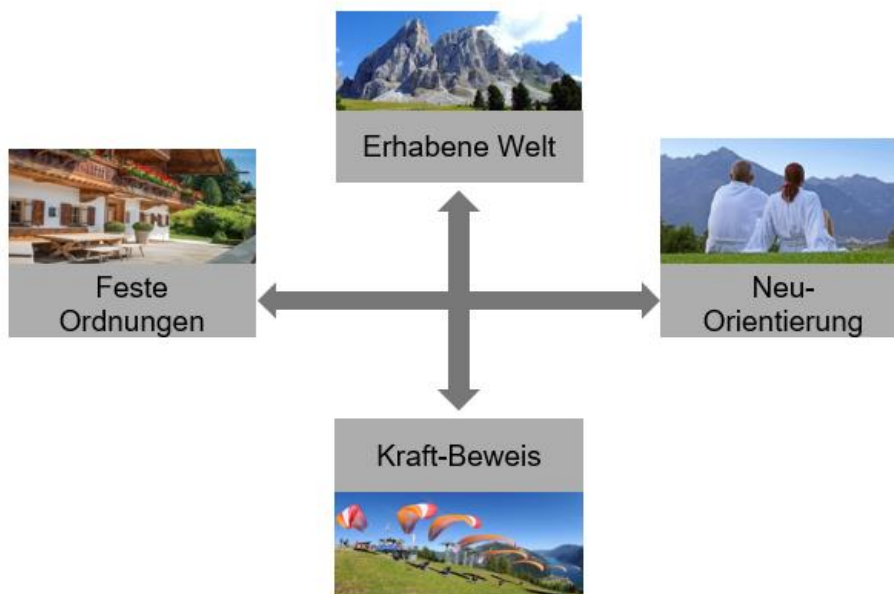 Erhabene Welt
Feste
Ordnungen
Neu-
Orientierung
Kraft-Beweis